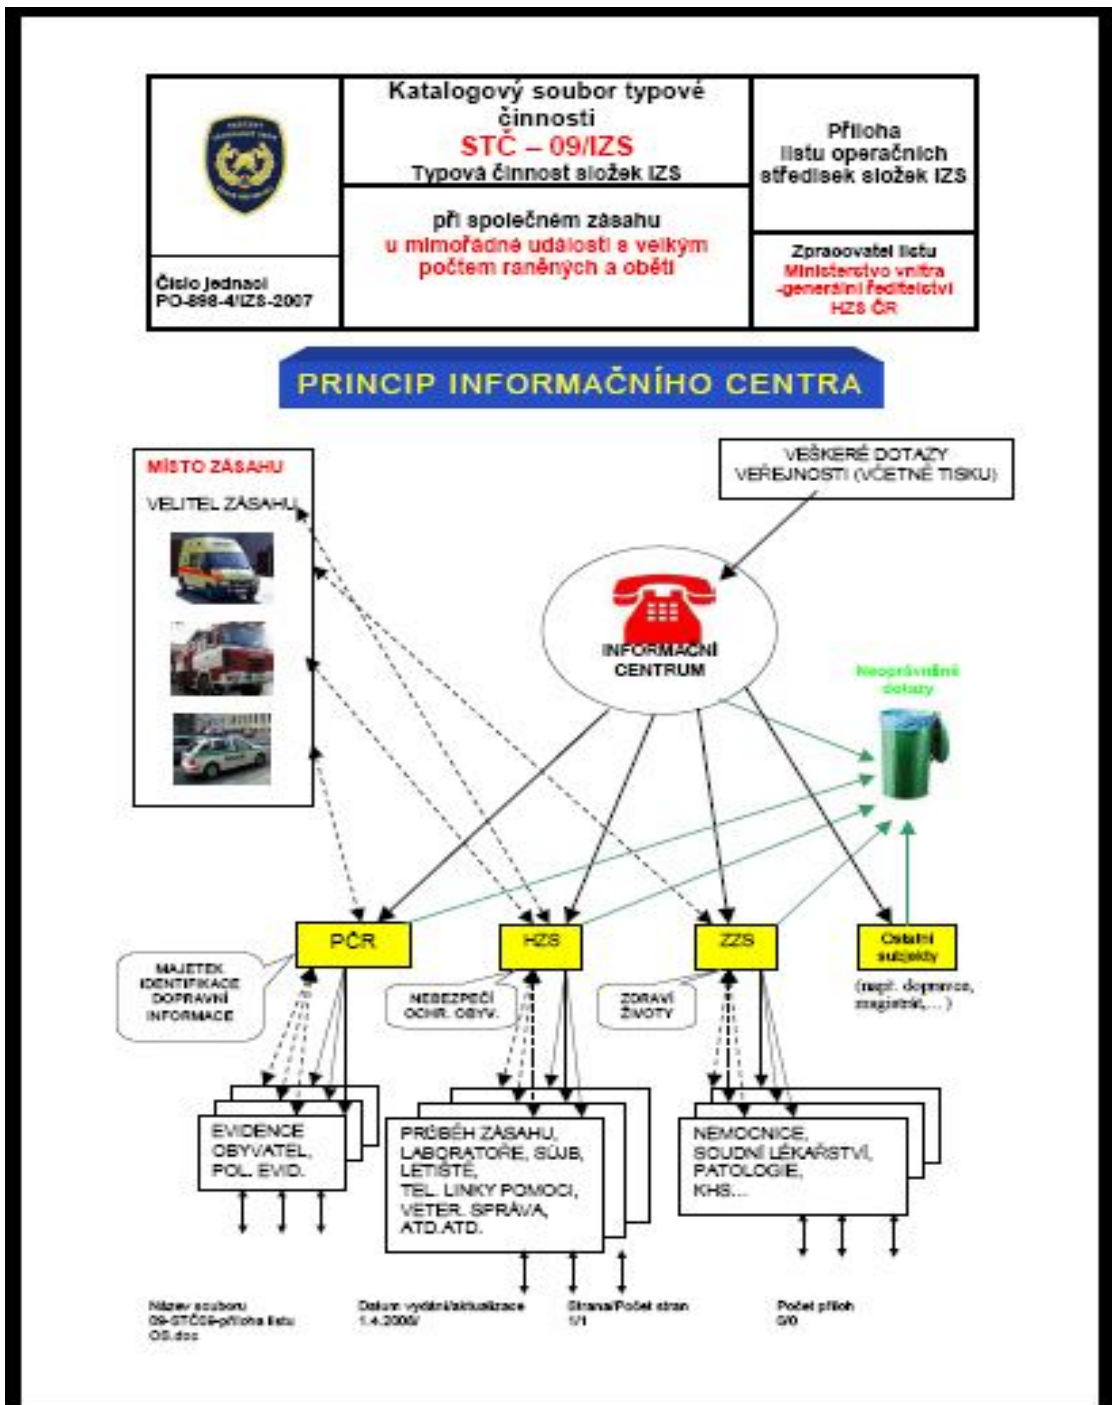 Katalogový soubor typové
činnosti
STČ – 09/IZS
Typová činnost složek IZS
při společném zásahu
u mimořádné události s velkým
počtem raněných a obětí
Příloha
listu operačních
středisek složek IZS
Zpracovatel listu
Ministerstvo vnitra
-generální ředitelství
HZS ČR
Číslo jednací
PO-898-4/IZS-2007
PRINCIP INFORMAČNÍHO CENTRA
MÍSTO ZÁSAHU
VELITEL ZÁSAHU
VEŠKERÉ DOTAZY
VEŘEJNOSTI (VČETNĚ TISKU)
INFORMAČNÍ
CENTRUM
Neoprávněné
dotazy
PČR
HZS
ZZS
Ostatní
subjekty
(např. dopravce,
magistrát,... )
MAJETEK
IDENTIFIKACE
DOPRAVNÍ
INFORMACE
NEBEZPEČÍ
OCHR. OBYV.
ZDRAVÍ
ŽIVOTY
EVIDENCE
OBYVATEL,
POL. EVID.
PRŮBĚH ZÁSAHU,
LABORATOŘE, SÚJB,
LETIŠTĚ,
TEL. LINKY POMOCI,
VETER. SPRÁVA,
ATD.ATD.
NEMOCNICE,
SOUDNÍ LÉKAŘSTVÍ,
PATOLOGIE,
KHS...
Název souboru
09-STČ09-příloha listu
OS.doc
Datum vydání/aktualizace
Strana/Počet stran
1/1
Počet příloh
0/0